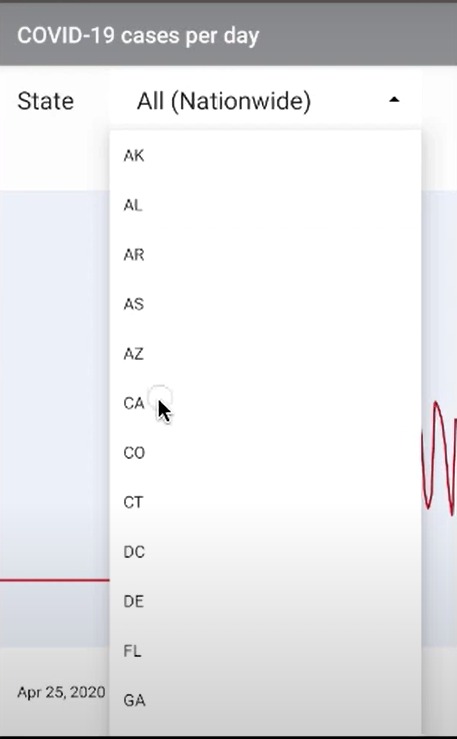 COVID-19 cases per day
State All (Nationwide)
AK
AL
AR
AS
AZ
CA
CO
CT
DC
DE
FL
Apr 25, 2020
GA